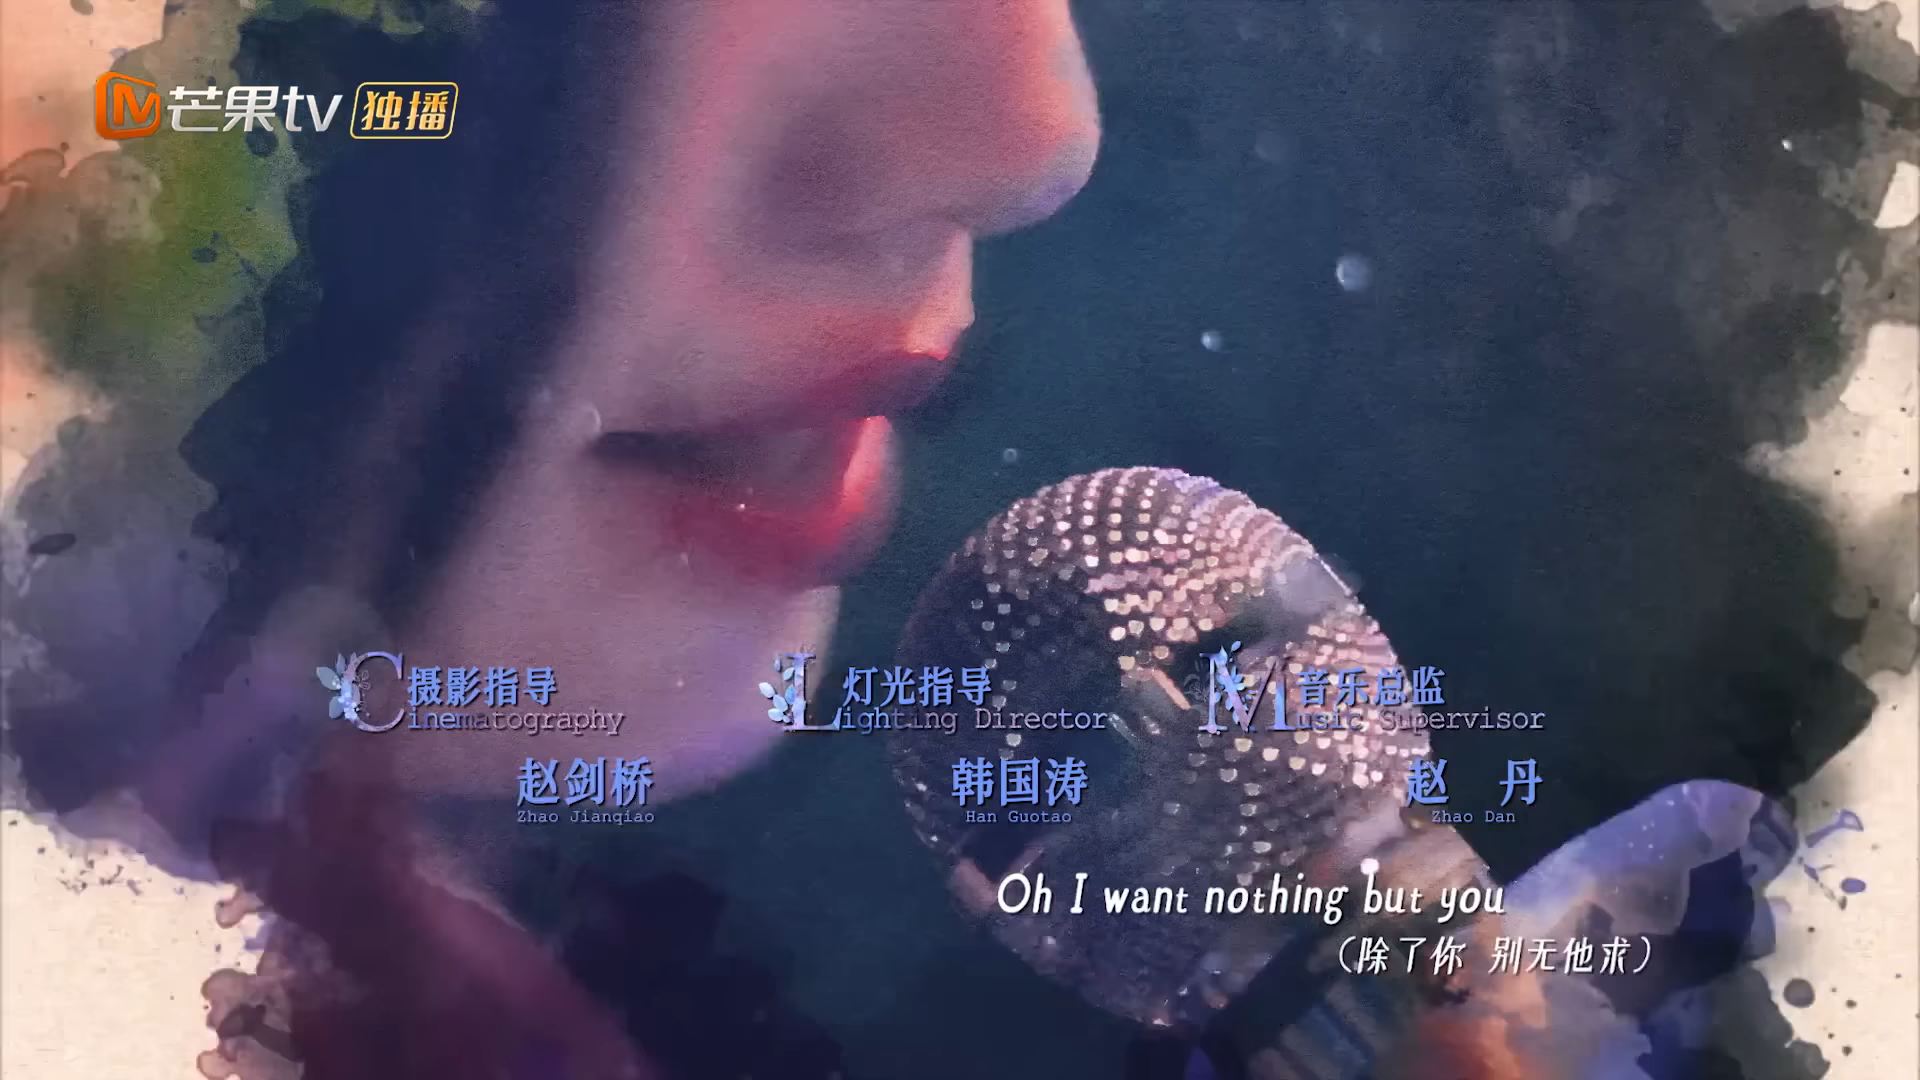 芒果tv 独播
摄影指导
Cinematography
赵剑桥
Zhao Jianqiao
灯光指导
Lighting Director
韩国涛
Han Guotao
音乐总监
Music Supervisor
赵 丹
Zhao Dan
Oh I want nothing but you
（除了你 别无他求）